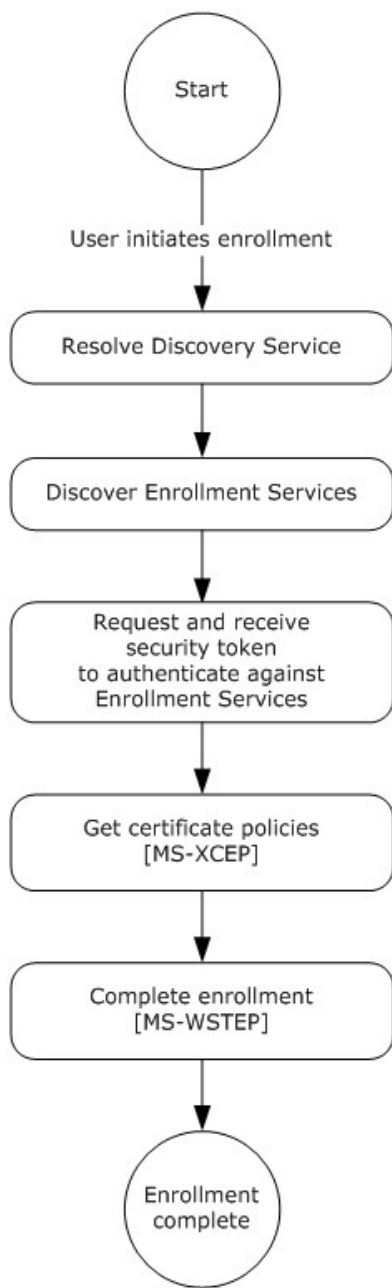 Start
User initiates enrollment
Resolve Discovery Service
Discover Enrollment Services
Request and receive
security token
to authenticate against
Enrollment Services
Get certificate policies
[MS-XCEP]
Complete enrollment
[MS-WSTEP]
Enrollment
complete